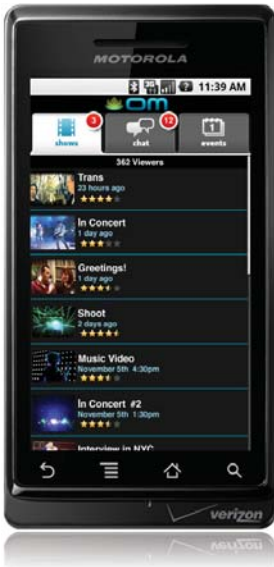 MOTOROLA
3G
11:39 AM
om
3
12
1
shows
chat
events
362 Viewers
Trans
23 hours ago
In Concert
1 day ago
Greetings!
1 day ago
Shoot
2 days ago
Music Video
November 5th 4:30pm
In Concert #2
November 5th 1:30pm
Interview in NYC
verizon